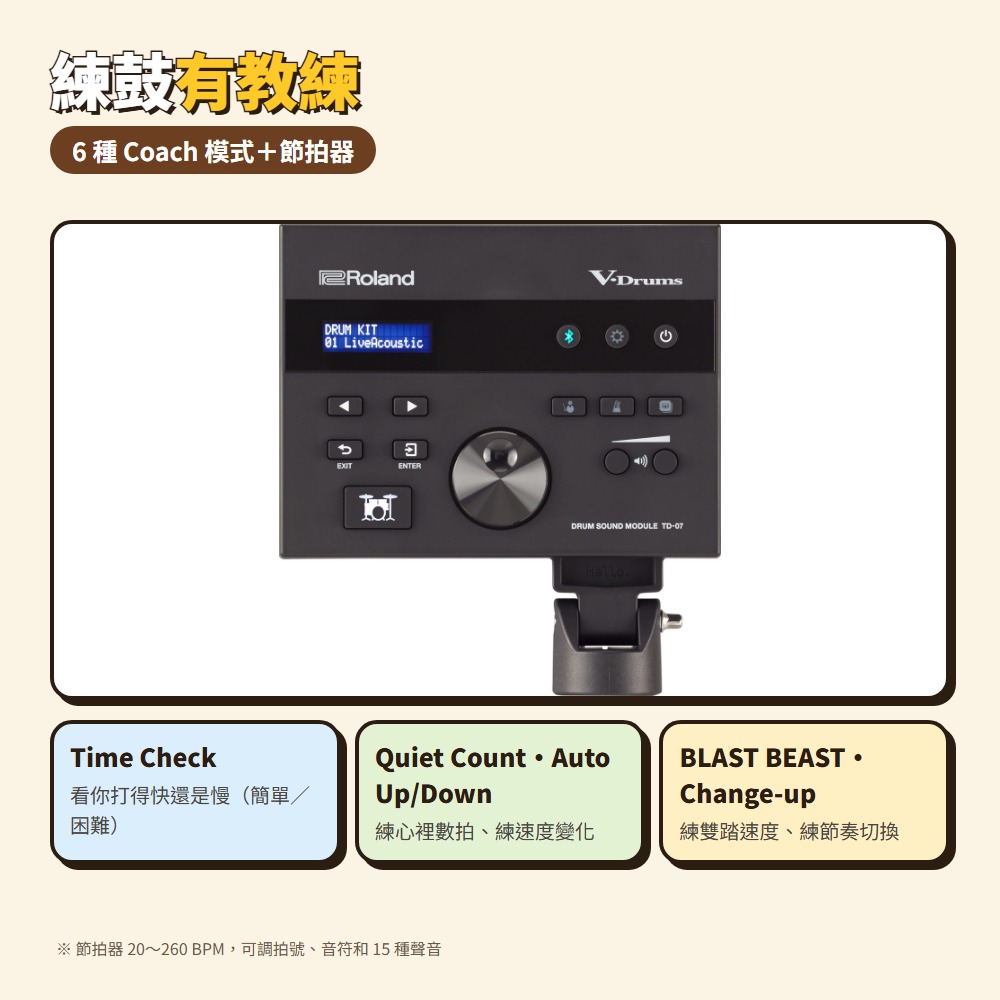 練鼓有教練
6 種 Coach 模式＋節拍器
Roland
V-Drums
DRUM KIT
01 LiveAcoustic
EXIT
ENTER
DRUM SOUND MODULE TD-07
Hello.
Time Check
看你打得快還是慢（簡單／
困難）
Quiet Count・Auto
Up/Down
練心裡數拍、練速度變化
BLAST BEAST・
Change-up
練雙踏速度、練節奏切換
※ 節拍器 20～260 BPM，可調拍號、音符和 15 種聲音